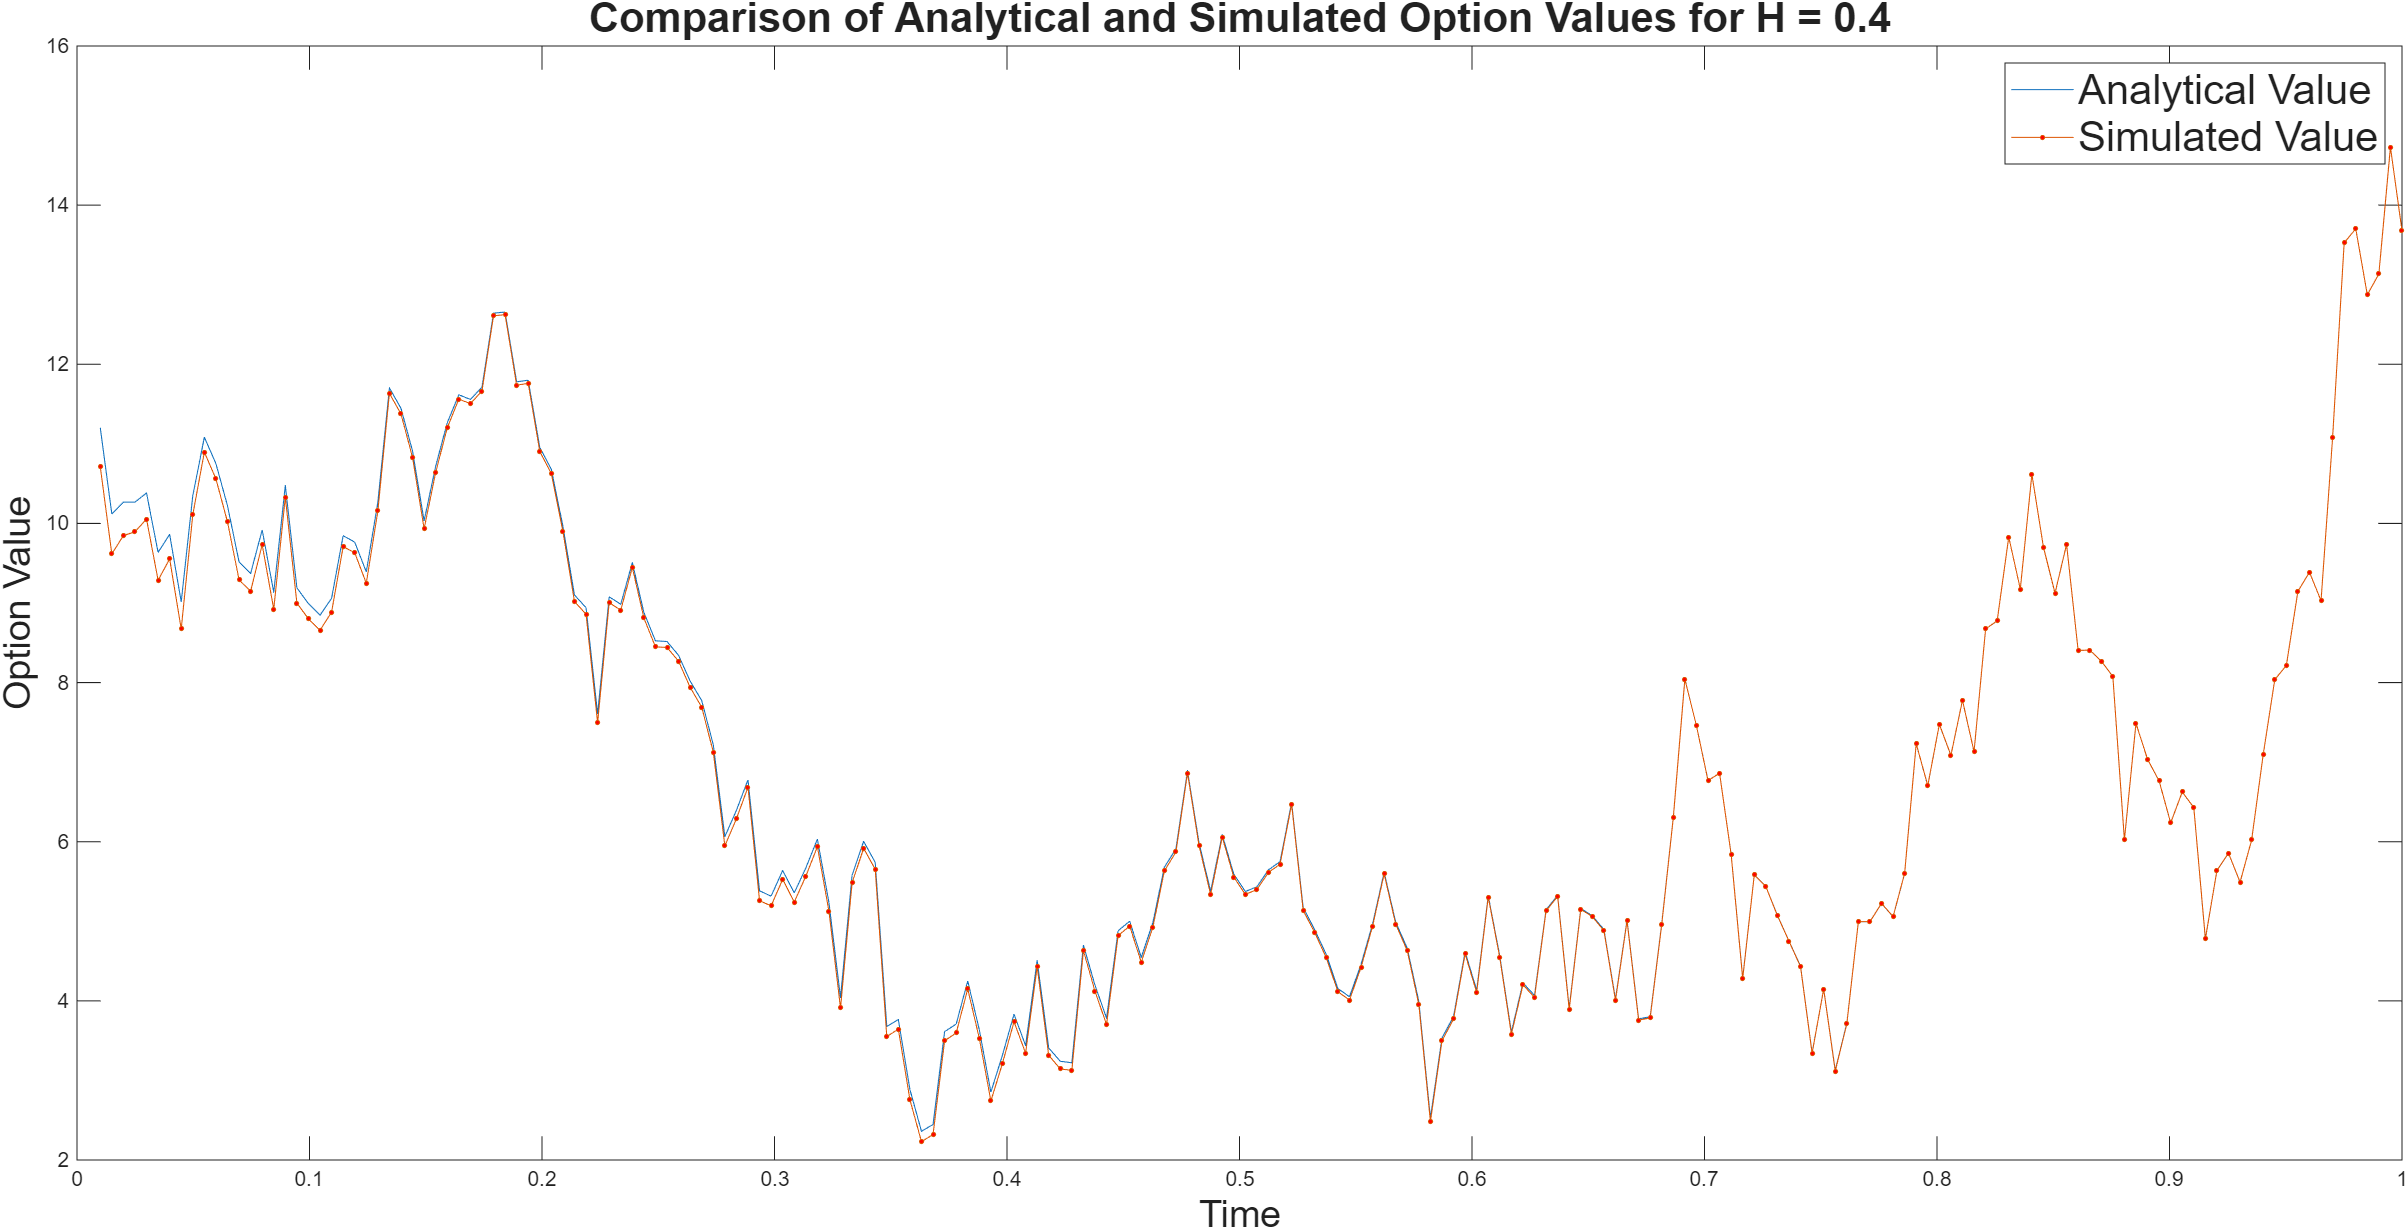 Comparison of Analytical and Simulated Option Values for H = 0.4
16
14
12
10
8
6
4
2
Option Value
Analytical Value
Simulated Value
0 0.1 0.2 0.3 0.4 0.5 0.6 0.7 0.8 0.9 1
Time